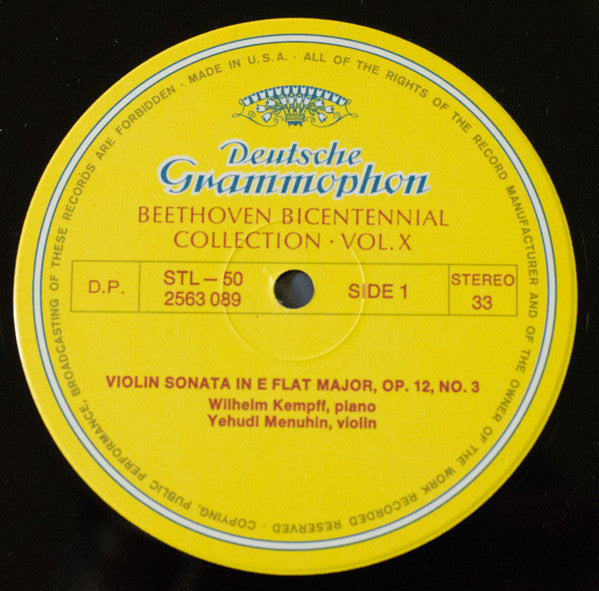 MADE IN U.S.A. · ALL OF THE RIGHTS OF THE RECORD MANUFACTURER AND OF THE OWNER OF THE WORK RECORDED RESERVED · COPYING, PUBLIC PERFORMANCE, BROADCASTING OF THESE RECORDS ARE FORBIDDEN ·
Deutsche
Grammophon
BEETHOVEN BICENTENNIAL
COLLECTION · VOL. X
D.P. STL – 50 2563 089 SIDE 1 STEREO 33
VIOLIN SONATA IN E FLAT MAJOR, OP. 12, NO. 3
Wilhelm Kempff, piano
Yehudi Menuhin, violin